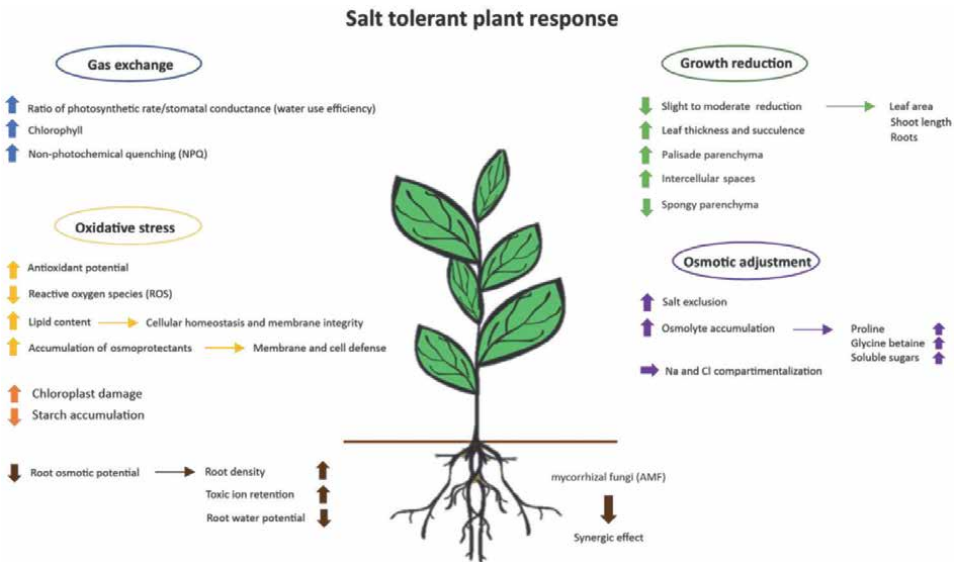 Salt tolerant plant response
Gas exchange
Ratio of photosynthetic rate/stomatal conductance (water use efficiency)
Chlorophyll
Non-photochemical quenching (NPQ)
Oxidative stress
Antioxidant potential
Reactive oxygen species (ROS)
Lipid content
Cellular homeostasis and membrane integrity
Accumulation of osmoprotectants
Membrane and cell defense
Chloroplast damage
Starch accumulation
Root osmotic potential
Root density
Toxic ion retention
Root water potential
Growth reduction
Slight to moderate reduction
Leaf area
Shoot length
Roots
Leaf thickness and succulence
Palisade parenchyma
Intercellular spaces
Spongy parenchyma
Osmotic adjustment
Salt exclusion
Osmolyte accumulation
Proline
Glycine betaine
Soluble sugars
Na and Cl compartimentalization
mycorrhizal fungi (AMF)
Synergic effect